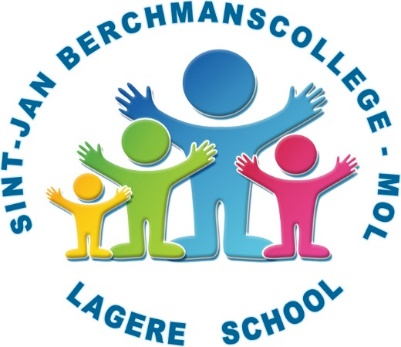 SINT-JAN BERCHMANSCOLLEGE - MOL
LAGERE SCHOOL